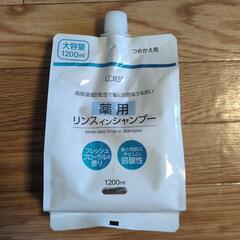 大容量
1200ml
つめかえ用
高保湿成分配合で髪に自然なうるおい
薬用
リンスインシャンプー
Medicated Rinse in Shampoo
フレッシュ
フローラルの
香り
髪と地肌に
やさしい
弱酸性
1200ml